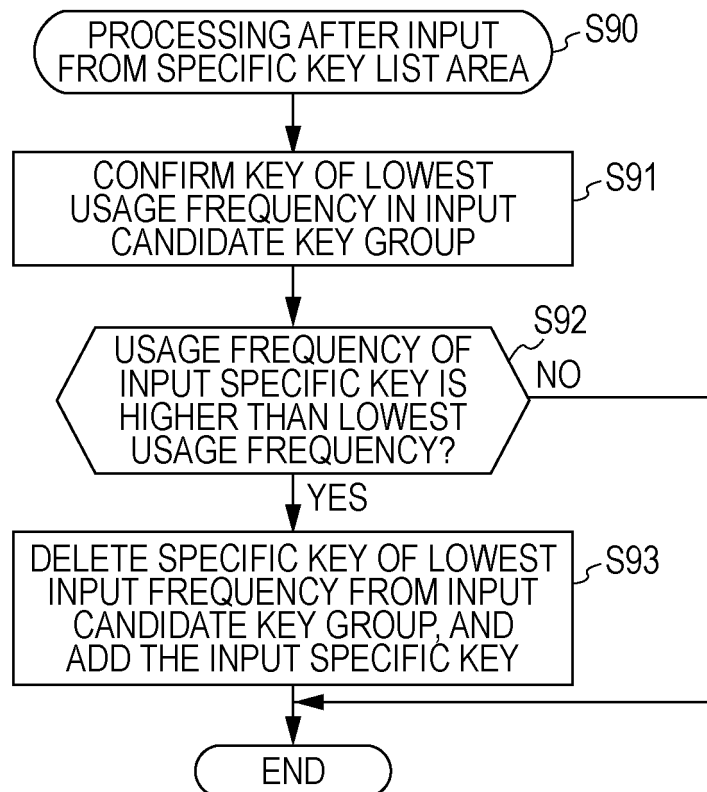 PROCESSING AFTER INPUT
FROM SPECIFIC KEY LIST AREA
S90
CONFIRM KEY OF LOWEST
USAGE FREQUENCY IN INPUT
CANDIDATE KEY GROUP
S91
USAGE FREQUENCY OF
INPUT SPECIFIC KEY IS
HIGHER THAN LOWEST
USAGE FREQUENCY?
S92
NO
YES
DELETE SPECIFIC KEY OF LOWEST
INPUT FREQUENCY FROM INPUT
CANDIDATE KEY GROUP, AND
ADD THE INPUT SPECIFIC KEY
S93
END